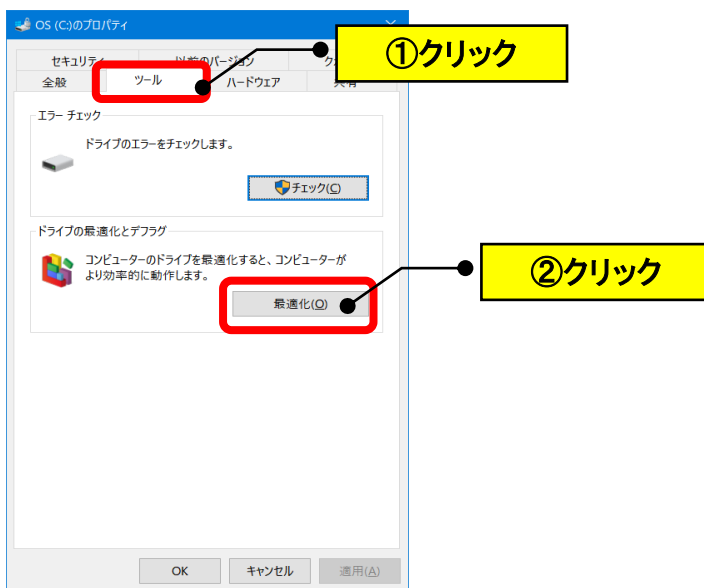 OS (C:)のプロパティ
①クリック
セキュリティ 以前のバージョン
全般 ツール ハードウェア 共有
エラー チェック
ドライブのエラーをチェックします。
チェック(C)
ドライブの最適化とデフラグ
コンピューターのドライブを最適化すると、コンピューターが
より効率的に動作します。
最適化(O)
②クリック
OK キャンセル 適用(A)